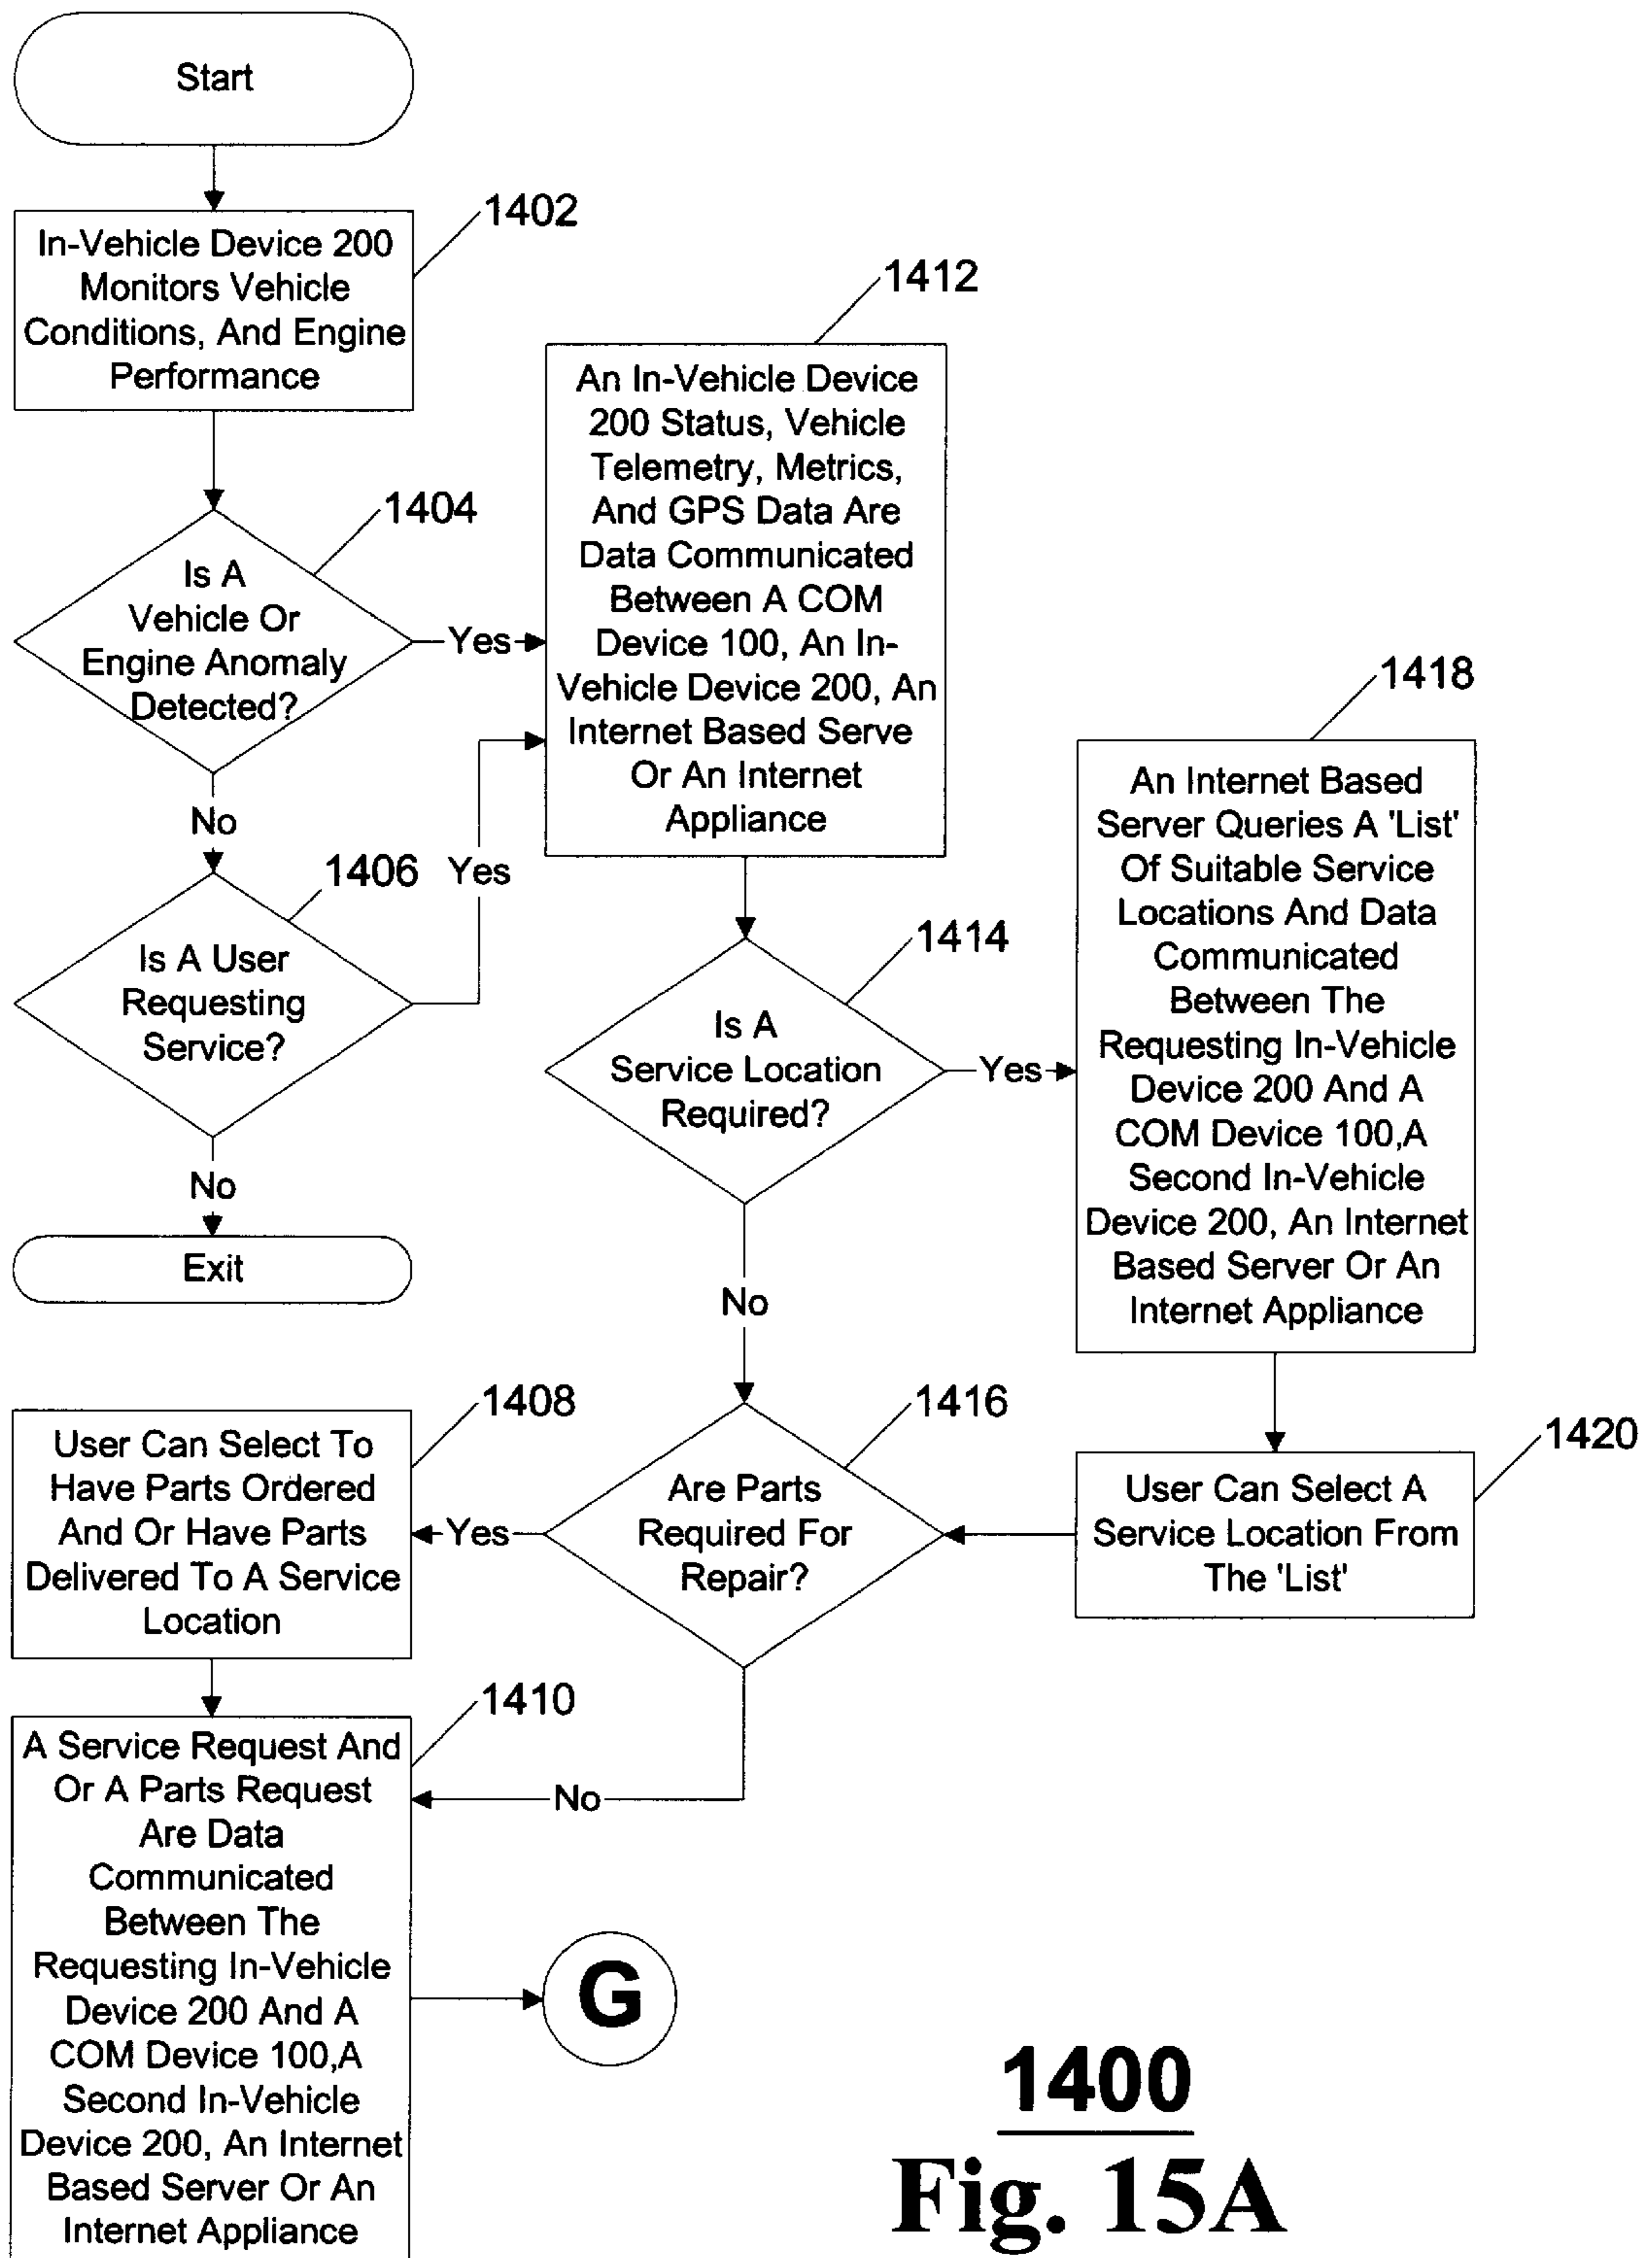 Start
1402
In-Vehicle Device 200
Monitors Vehicle
Conditions, And Engine
Performance
1404
Is A
Vehicle Or
Engine Anomaly
Detected?
Yes
No
1406
Yes
Is A User
Requesting
Service?
No
Exit
1412
An In-Vehicle Device
200 Status, Vehicle
Telemetry, Metrics,
And GPS Data Are
Data Communicated
Between A COM
Device 100, An In-
Vehicle Device 200, An
Internet Based Serve
Or An Internet
Appliance
1414
Is A
Service Location
Required?
Yes
No
1418
An Internet Based
Server Queries A 'List'
Of Suitable Service
Locations And Data
Communicated
Between The
Requesting In-Vehicle
Device 200 And A
COM Device 100,A
Second In-Vehicle
Device 200, An Internet
Based Server Or An
Internet Appliance
1420
User Can Select A
Service Location From
The 'List'
1416
Are Parts
Required For
Repair?
Yes
No
1408
User Can Select To
Have Parts Ordered
And Or Have Parts
Delivered To A Service
Location
1410
A Service Request And
Or A Parts Request
Are Data
Communicated
Between The
Requesting In-Vehicle
Device 200 And A
COM Device 100,A
Second In-Vehicle
Device 200, An Internet
Based Server Or An
Internet Appliance
G
1400
Fig. 15A